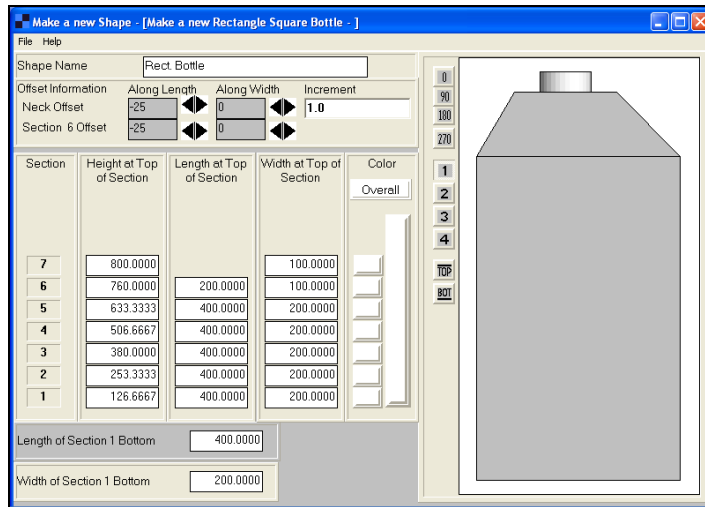 Make a new Shape - [Make a new Rectangle Square Bottle - ]
File Help
Shape Name Rect. Bottle
Offset Information Along Length Along Width Increment
Neck Offset -25 0 1.0
Section 6 Offset -25 0
Section Height at Top of Section Length at Top of Section Width at Top of Section Color
Overall
7 800.0000 100.0000
6 760.0000 200.0000 100.0000
5 633.3333 400.0000 200.0000
4 506.6667 400.0000 200.0000
3 380.0000 400.0000 200.0000
2 253.3333 400.0000 200.0000
1 126.6667 400.0000 200.0000
Length of Section 1 Bottom 400.0000
Width of Section 1 Bottom 200.0000
0
90
180
270
1
2
3
4
TOP
BOT